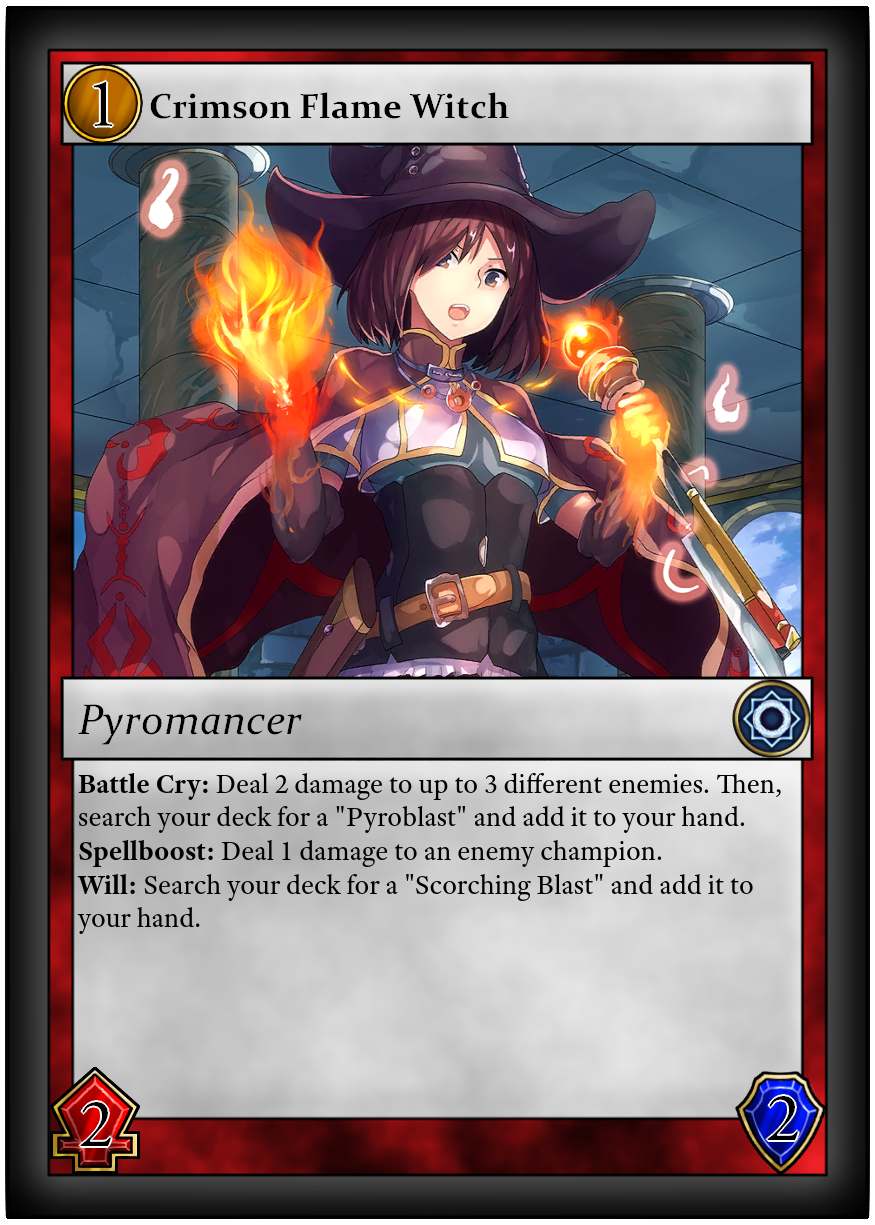 1
Crimson Flame Witch
Pyromancer
Battle Cry: Deal 2 damage to up to 3 different enemies. Then,
search your deck for a "Pyroblast" and add it to your hand.
Spellboost: Deal 1 damage to an enemy champion.
Will: Search your deck for a "Scorching Blast" and add it to
your hand.
2
2